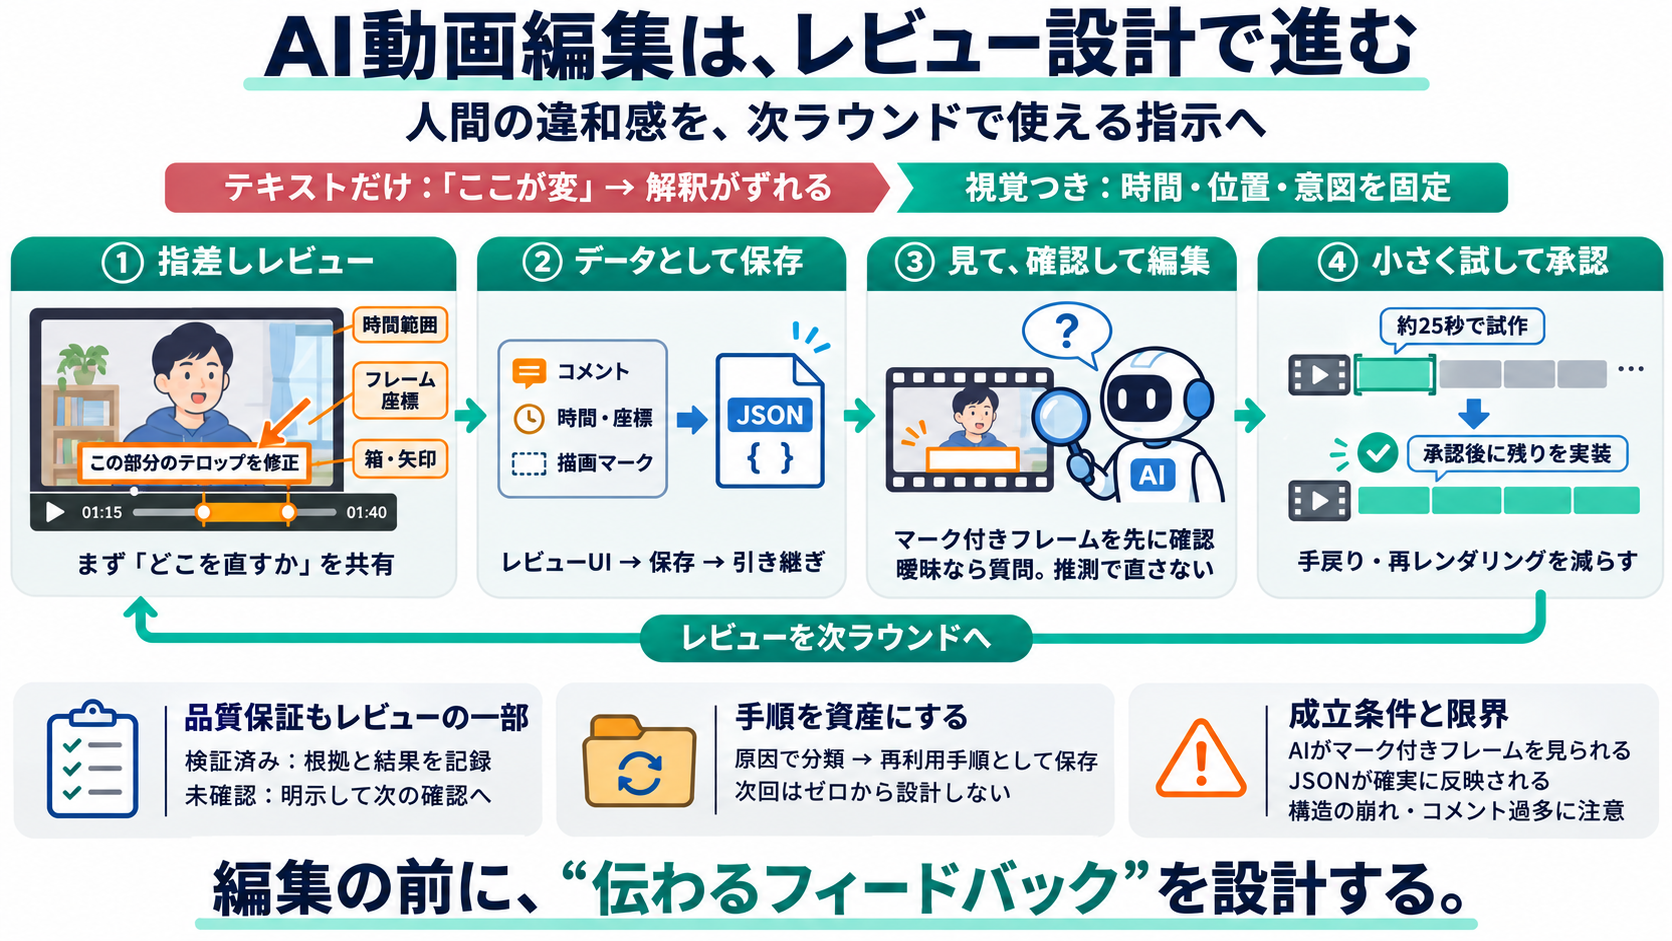 AI動画編集は、レビュー設計で進む
人間の違和感を、次ラウンドで使える指示へ
テキストだけ：「ここが変」→ 解釈がずれる
視覚つき：時間・位置・意図を固定
① 指差しレビュー
時間範囲
フレーム
座標
箱・矢印
この部分のテロップを修正
01:15
01:40
まず「どこを直すか」を共有
② データとして保存
コメント
時間・座標
描画マーク
JSON
{ }
レビューUI → 保存 → 引き継ぎ
③ 見て、確認して編集
?
AI
マーク付きフレームを先に確認
曖昧なら質問。推測で直さない
④ 小さく試して承認
約25秒で試作
…
承認後に残りを実装
手戻り・再レンダリングを減らす
レビューを次ラウンドへ
品質保証もレビューの一部
検証済み：根拠と結果を記録
未確認：明示して次の確認へ
手順を資産にする
原因で分類 → 再利用手順として保存
次回はゼロから設計しない
成立条件と限界
AIがマーク付きフレームを見られる
JSONが確実に反映される
構造の崩れ・コメント過多に注意
編集の前に、“伝わるフィードバック”を設計する。